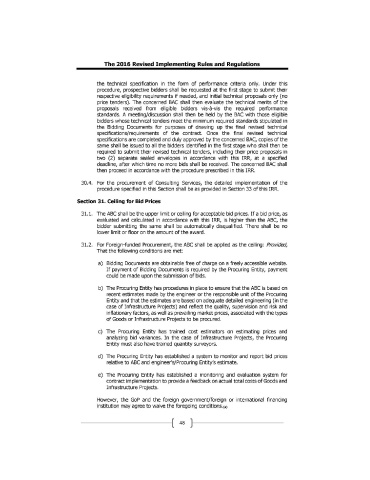 The 2016 Revised Implementing Rules and Regulations
the technical specification in the form of performance criteria only. Under this
procedure, prospective bidders shall be requested at the first stage to submit their
respective eligibility requirements if needed, and initial technical proposals only (no
price tenders). The concerned BAC shall then evaluate the technical merits of the
proposals received from eligible bidders vis-à-vis the required performance
standards. A meeting/discussion shall then be held by the BAC with those eligible
bidders whose technical tenders meet the minimum required standards stipulated in
the Bidding Documents for purposes of drawing up the final revised technical
specifications/requirements of the contract. Once the final revised technical
specifications are completed and duly approved by the concerned BAC, copies of the
same shall be issued to all the bidders identified in the first stage who shall then be
required to submit their revised technical tenders, including their price proposals in
two (2) separate sealed envelopes in accordance with this IRR, at a specified
deadline, after which time no more bids shall be received. The concerned BAC shall
then proceed in accordance with the procedure prescribed in this IRR.
30.4. For the procurement of Consulting Services, the detailed implementation of the
procedure specified in this Section shall be as provided in Section 33 of this IRR.
Section 31. Ceiling for Bid Prices
31.1. The ABC shall be the upper limit or ceiling for acceptable bid prices. If a bid price, as
evaluated and calculated in accordance with this IRR, is higher than the ABC, the
bidder submitting the same shall be automatically disqualified. There shall be no
lower limit or floor on the amount of the award.
31.2. For Foreign-funded Procurement, the ABC shall be applied as the ceiling: Provided,
That the following conditions are met:
a) Bidding Documents are obtainable free of charge on a freely accessible website.
If payment of Bidding Documents is required by the Procuring Entity, payment
could be made upon the submission of bids.
b) The Procuring Entity has procedures in place to ensure that the ABC is based on
recent estimates made by the engineer or the responsible unit of the Procuring
Entity and that the estimates are based on adequate detailed engineering (in the
case of Infrastructure Projects) and reflect the quality, supervision and risk and
inflationary factors, as well as prevailing market prices, associated with the types
of Goods or Infrastructure Projects to be procured.
c) The Procuring Entity has trained cost estimators on estimating prices and
analyzing bid variances. In the case of Infrastructure Projects, the Procuring
Entity must also have trained quantity surveyors.
d) The Procuring Entity has established a system to monitor and report bid prices
relative to ABC and engineer's/Procuring Entity's estimate.
e) The Procuring Entity has established a monitoring and evaluation system for
contract implementation to provide a feedback on actual total costs of Goods and
Infrastructure Projects.
However, the GoP and the foreign government/foreign or international financing
institution may agree to waive the foregoing conditions.(a)
48